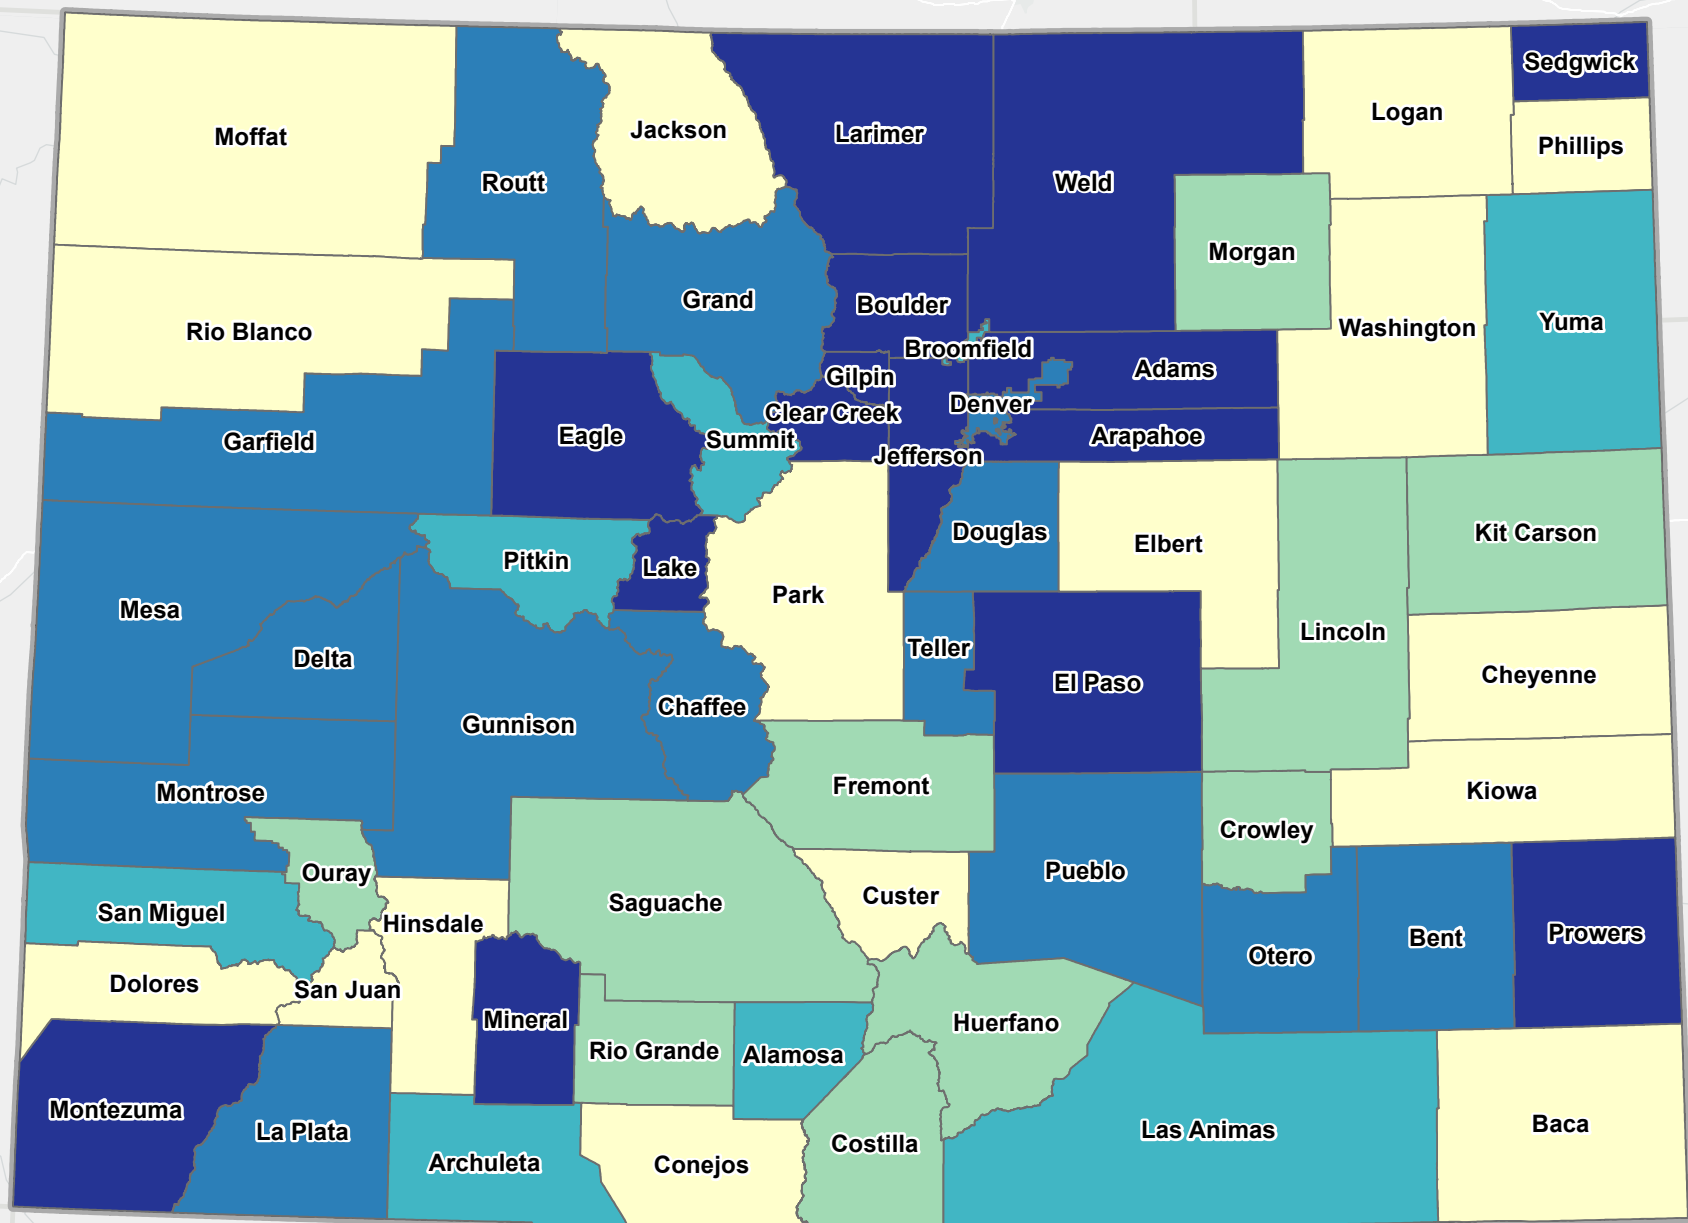 Sedgwick
Logan
Jackson
Larimer
Moffat
Phillips
Routt
Weld
Morgan
Grand
Boulder
Yuma
Washington
Rio Blanco
Broomfield
Gilpin
Adams
Denver
Clear Creek
Eagle
Arapahoe
Summit
Garfield
Jefferson
Douglas
Kit Carson
Elbert
Pitkin
Lake
Park
Mesa
Lincoln
Teller
Delta
Cheyenne
El Paso
Chaffee
Gunnison
Fremont
Kiowa
Montrose
Crowley
Pueblo
Ouray
Custer
Saguache
San Miguel
Hinsdale
Prowers
Bent
Otero
Dolores
San Juan
Mineral
Huerfano
Rio Grande
Alamosa
Montezuma
Baca
La Plata
Las Animas
Costilla
Archuleta
Conejos